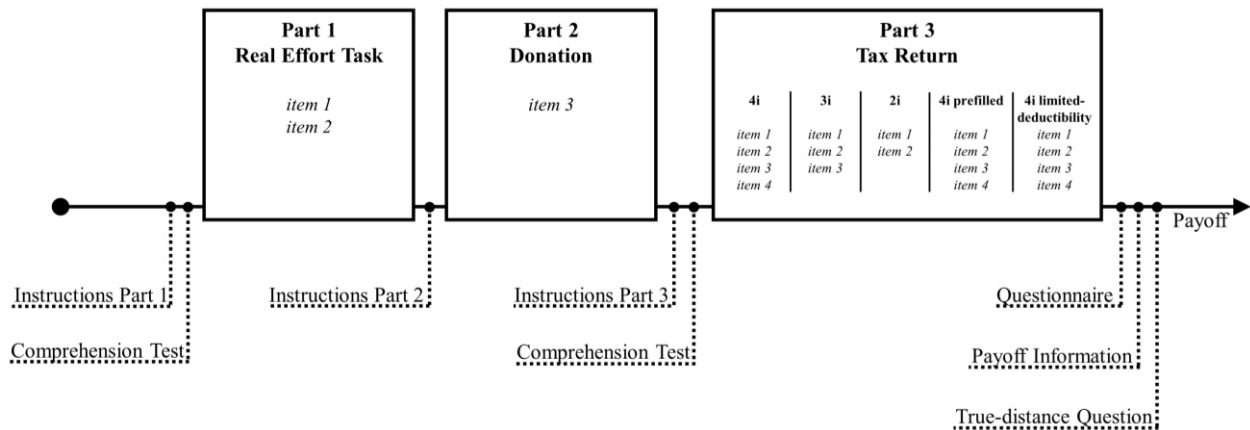 Part 1
Real Effort Task
item 1
item 2
Part 2
Donation
item 3
Part 3
Tax Return
4i
item 1
item 2
item 3
item 4
3i
item 1
item 2
item 3
2i
item 1
item 2
4i prefilled
item 1
item 2
item 3
item 4
4i limited-
deductibility
item 1
item 2
item 3
item 4
Payoff
Instructions Part 1
Comprehension Test
Instructions Part 2
Instructions Part 3
Comprehension Test
Questionnaire
Payoff Information
True-distance Question